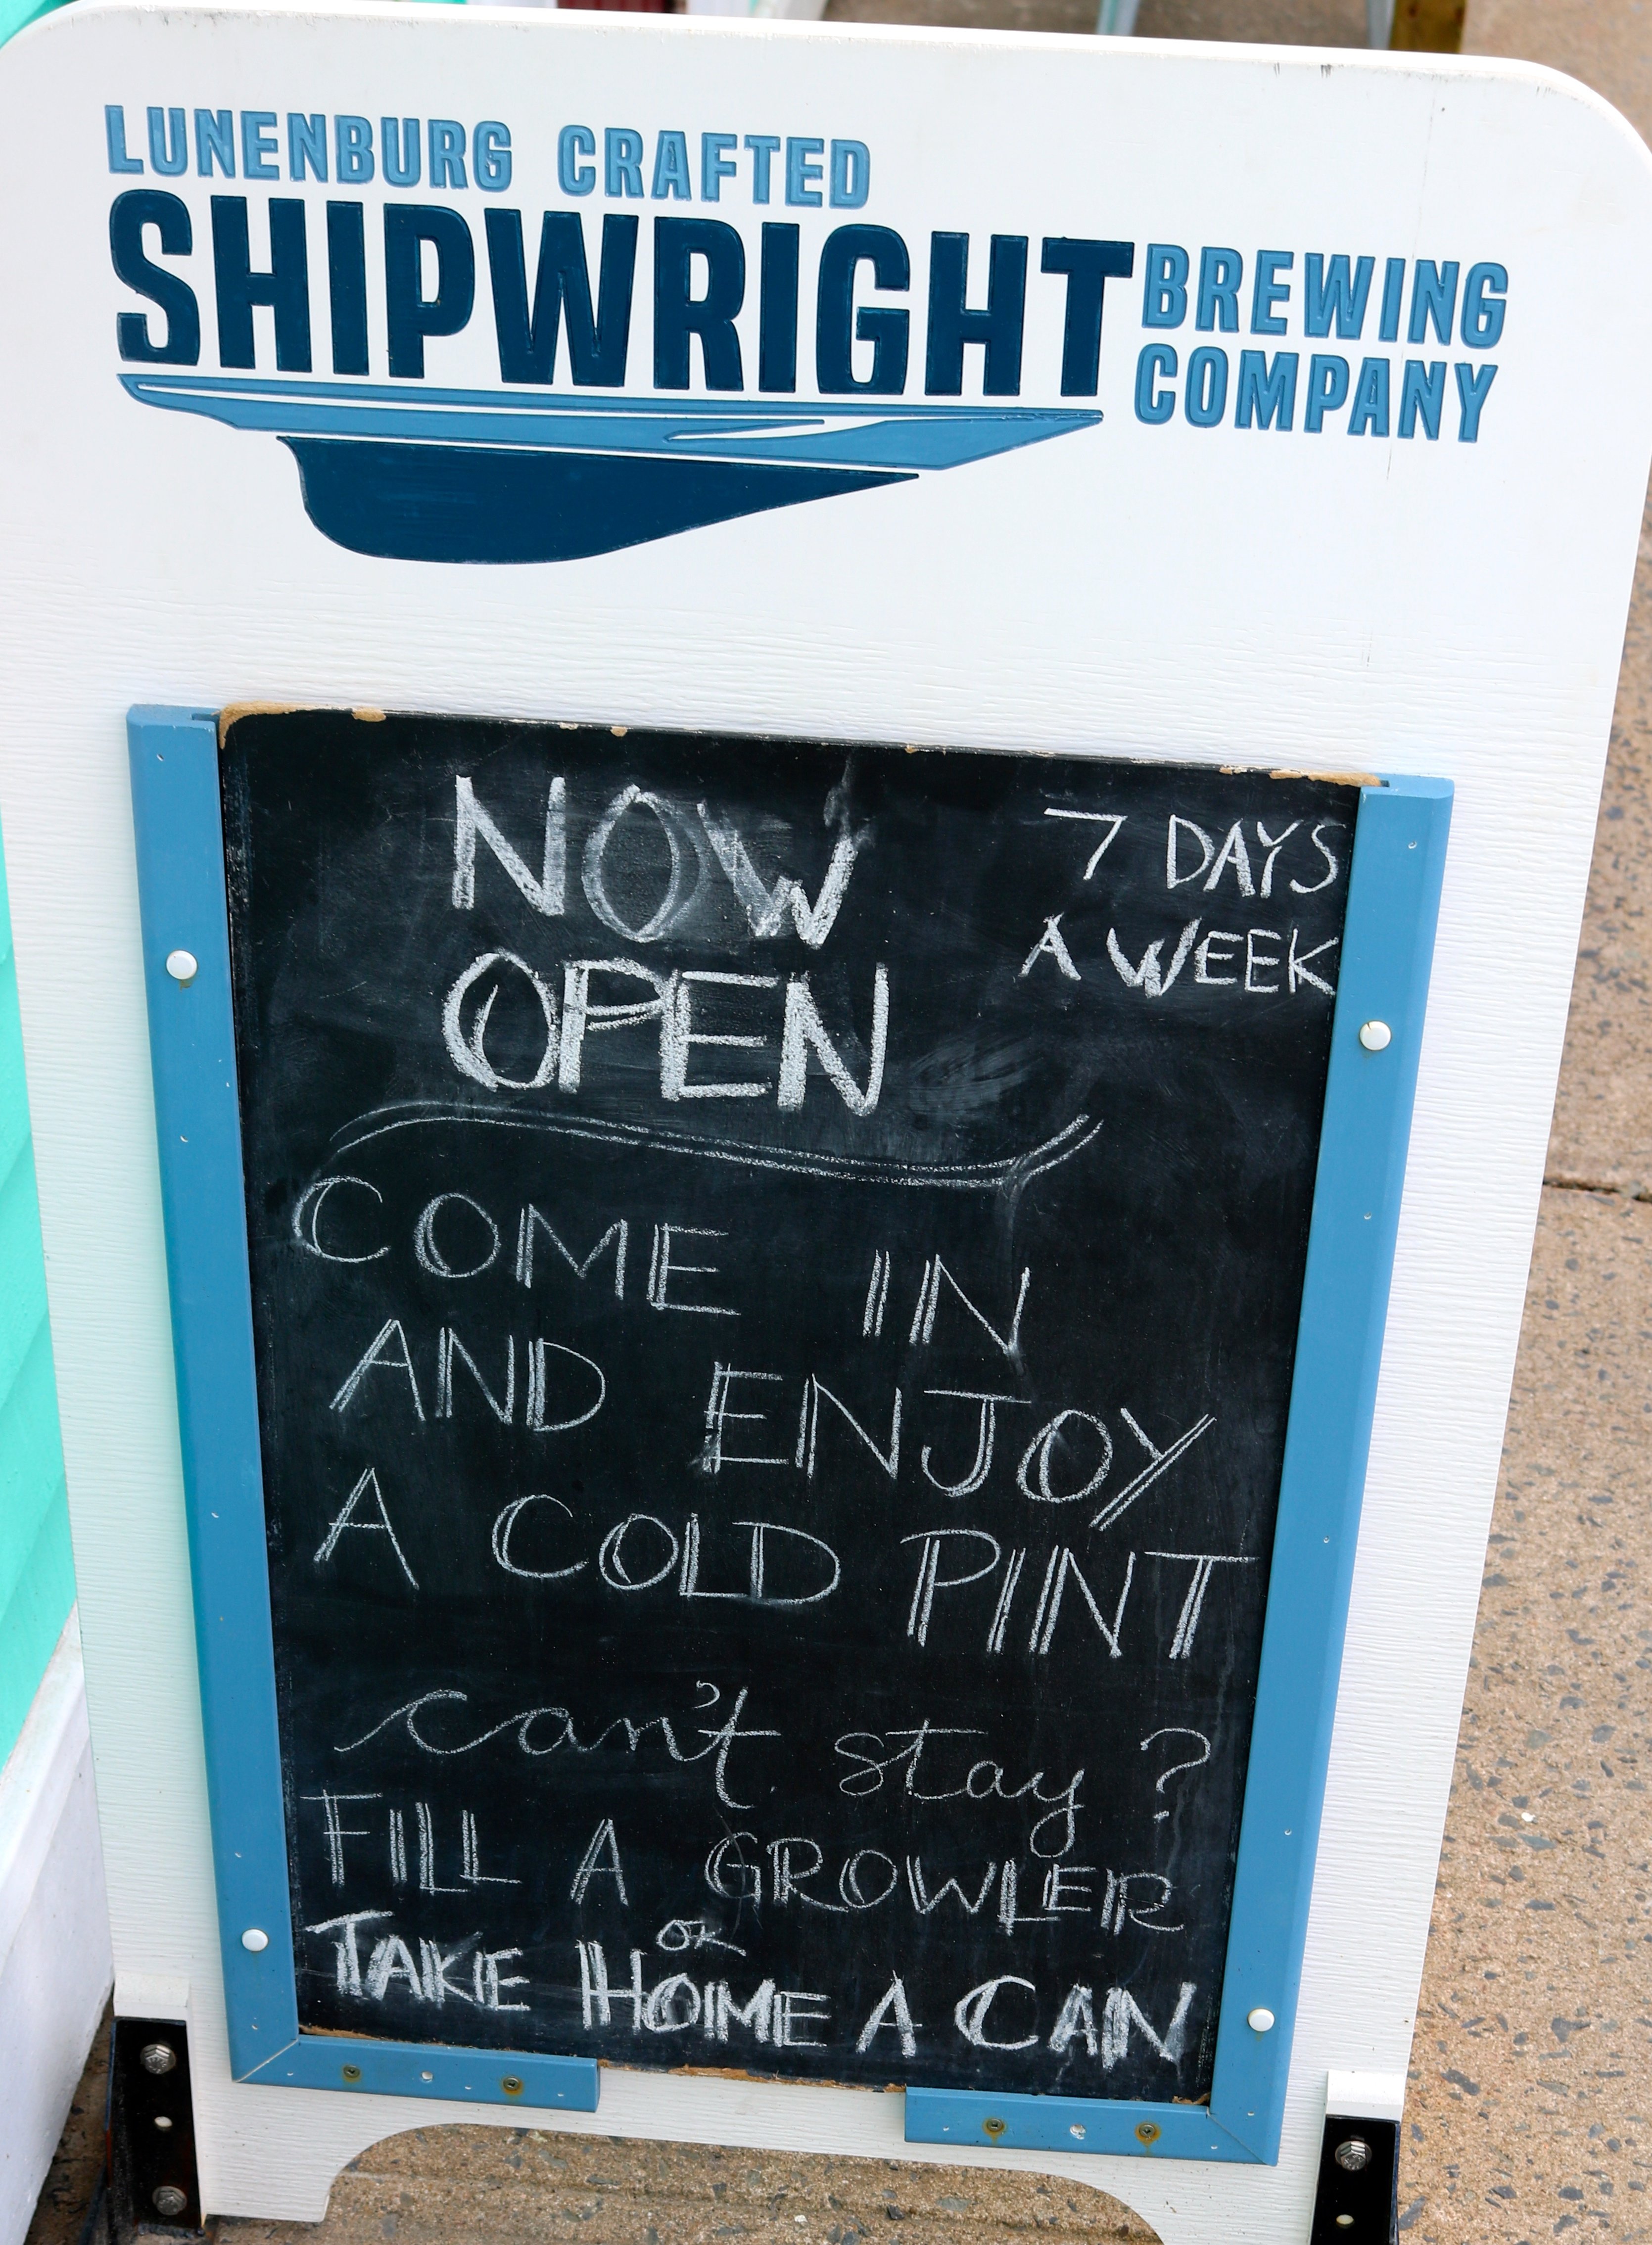 LUNENBURG CRAFTED
SHIPWRIGHT BREWING
COMPANY
NOW
OPEN
7 DAYS
A WEEK
COME IN
AND ENJOY
A COLD PINT
can't stay?
FILL A GROWLER
OR
TAKE HOME A CAN